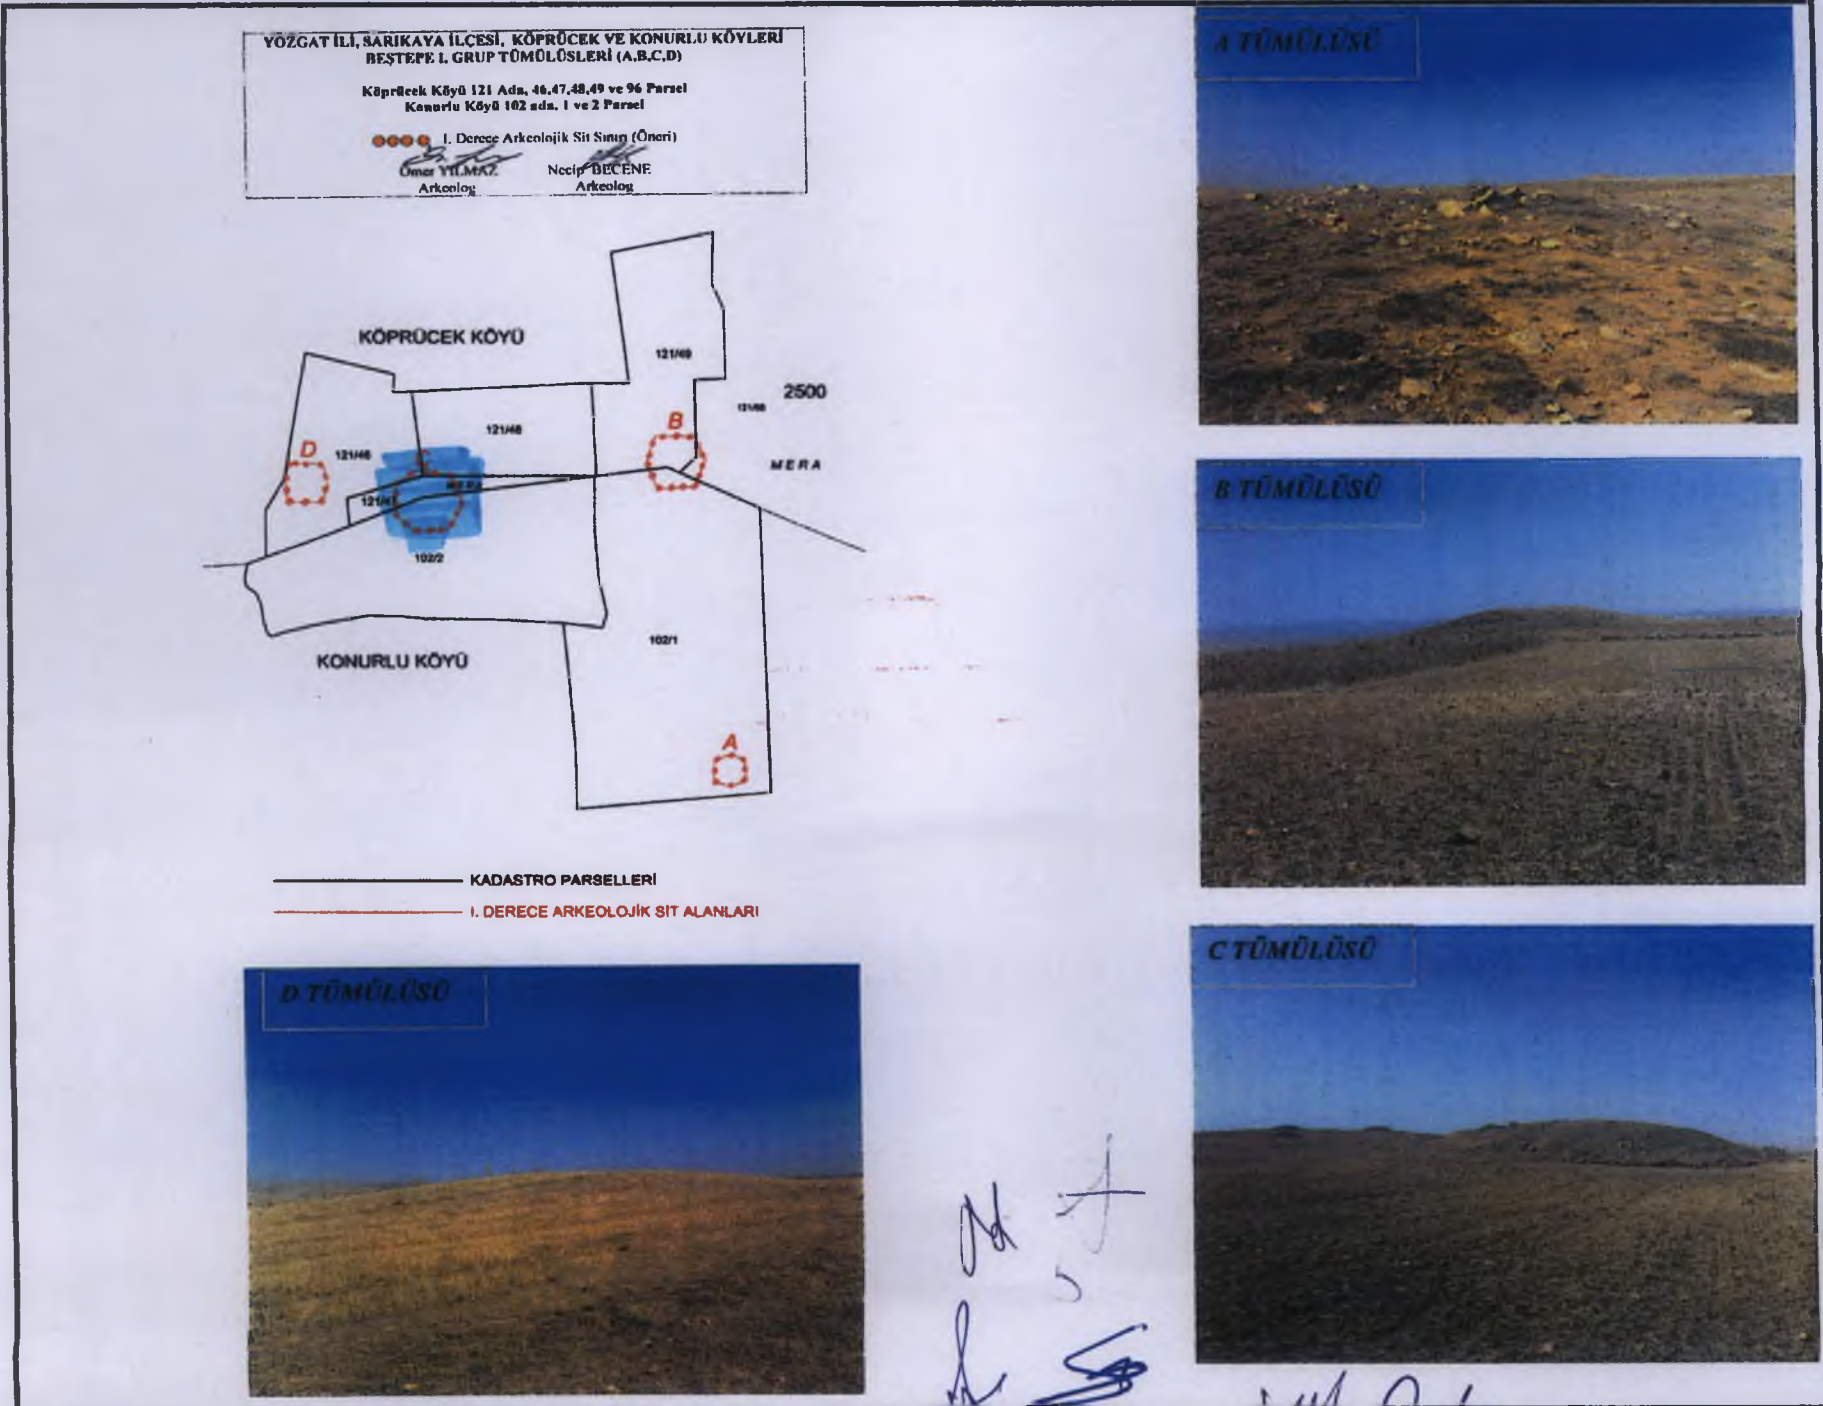 YOZGAT İLİ, SARIKAYA İLÇESİ, KÖPRÜCEK VE KONURLU KÖYLERİ
BEŞTEPE I. GRUP TÜMÜLÜSLERİ (A,B,C,D)
Köprücek Köyü 121 Ada, 46,47,48,49 ve 96 Parsel
Konurlu Köyü 102 ada, 1 ve 2 Parsel
I. Derece Arkeolojik Sit Sınırı (Öneri)
Ömer YILMAZ Necip BECENE
Arkeolog Arkeolog
KÖPRÜCEK KÖYÜ
121/49
2500
B
121/48
D
121/46
MERA
C
MERA
121/47
102/2
102/1
KONURLU KÖYÜ
A
KADASTRO PARSELLERİ
I. DERECE ARKEOLOJİK SİT ALANLARI
A TÜMÜLÜSÜ
B TÜMÜLÜSÜ
C TÜMÜLÜSÜ
D TÜMÜLÜSÜ